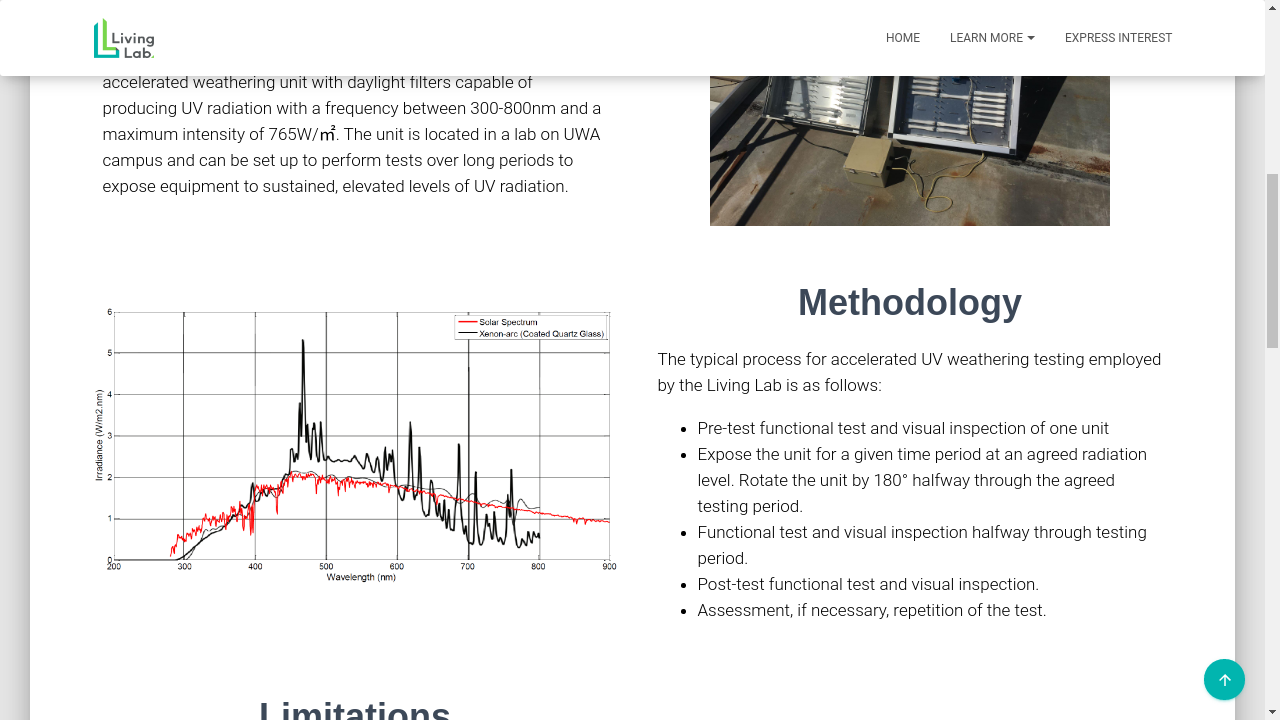 Living
Lab.
HOME
LEARN MORE
EXPRESS INTEREST
accelerated weathering unit with daylight filters capable of
producing UV radiation with a frequency between 300-800nm and a
maximum intensity of 765W/㎡. The unit is located in a lab on UWA
campus and can be set up to perform tests over long periods to
expose equipment to sustained, elevated levels of UV radiation.
6
5
4
3
2
1
0
Irradiance (W/m2.nm)
Solar Spectrum
Xenon-arc (Coated Quartz Glass)
200 300 400 500 600 700 800 900
Wavelength (nm)
Methodology
The typical process for accelerated UV weathering testing employed
by the Living Lab is as follows:
Pre-test functional test and visual inspection of one unit
Expose the unit for a given time period at an agreed radiation
level. Rotate the unit by 180° halfway through the agreed
testing period.
Functional test and visual inspection halfway through testing
period.
Post-test functional test and visual inspection.
Assessment, if necessary, repetition of the test.
Limitations